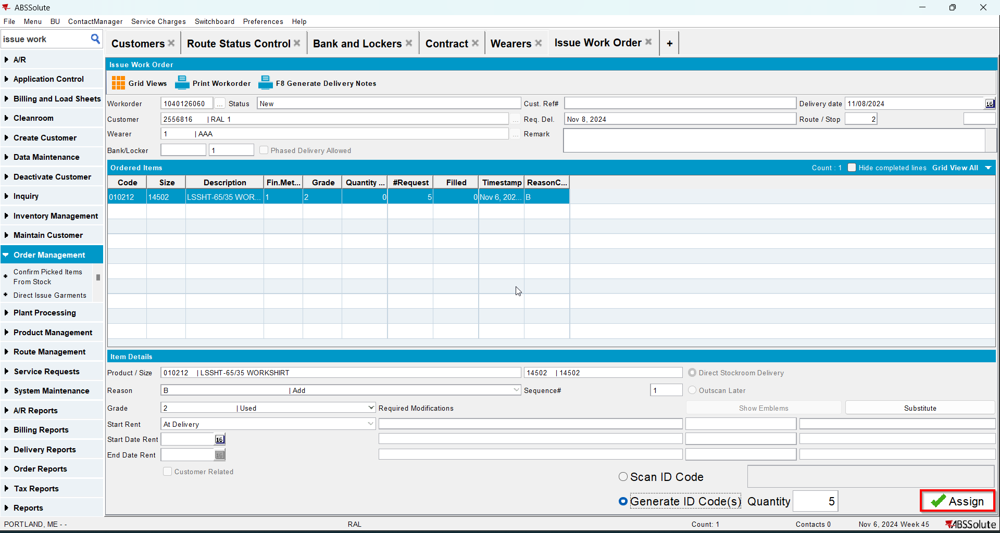 ABSSolute
File Menu BU ContactManager Service Charges Switchboard Preferences Help
issue work
Customers Route Status Control Bank and Lockers Contract Wearers Issue Work Order +
A/R
Application Control
Billing and Load Sheets
Cleanroom
Create Customer
Data Maintenance
Deactivate Customer
Inquiry
Inventory Management
Maintain Customer
Order Management
Confirm Picked Items
From Stock
Direct Issue Garments
Plant Processing
Product Management
Route Management
Service Requests
System Maintenance
A/R Reports
Billing Reports
Delivery Reports
Order Reports
Tax Reports
Reports
Issue Work Order
Grid Views Print Workorder F8 Generate Delivery Notes
Workorder 1040126060 ... Status New Cust. Ref# Delivery date 11/08/2024 16
Customer 2556816 | RAL 1 ... Req. Del. Nov 8, 2024 Route / Stop 2
Wearer 1 | AAA ... Remark
Bank/Locker 1 Phased Delivery Allowed
Ordered Items Count : 1 Hide completed lines Grid View All
Code Size Description Fin.Met... Grade Quantity ... #Request Filled Timestamp ReasonC...
010212 14502 LSSHT-65/35 WOR... 1 2 0 5 0 Nov 6, 202... B
Item Details
Product / Size 010212 | LSSHT-65/35 WORKSHIRT 14502 | 14502 Direct Stockroom Delivery
Reason B | Add Sequence# 1 Outscan Later
Grade 2 | Used Required Modifications Show Emblems Substitute
Start Rent At Delivery
Start Date Rent 16
End Date Rent 16
Customer Related
Scan ID Code
Generate ID Code(s) Quantity 5 Assign
PORTLAND, ME - - RAL Count: 1 Contacts 0 Nov 6, 2024 Week 45 ABSSolute